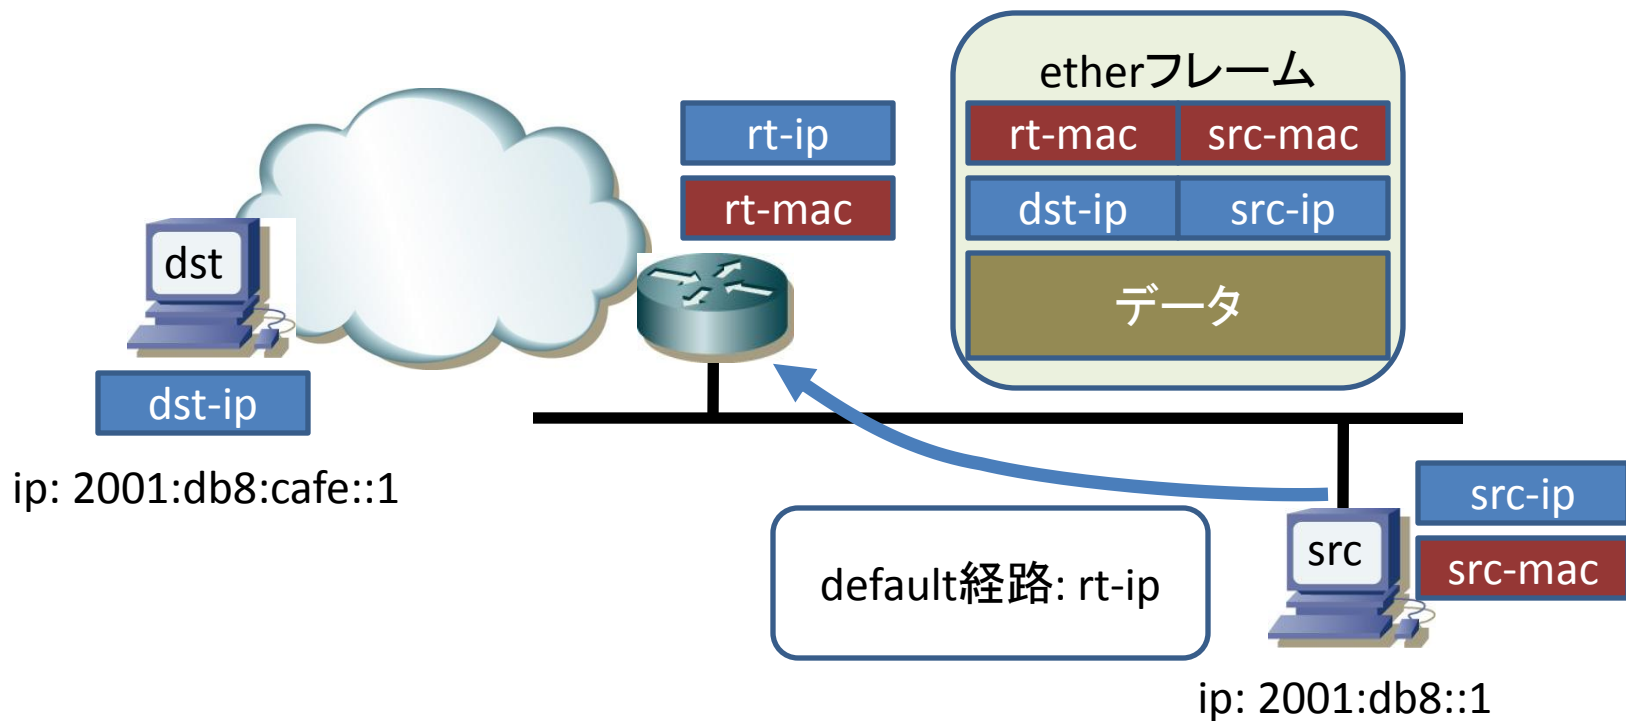 etherフレーム
rt-mac src-mac
dst-ip src-ip
データ
rt-ip
rt-mac
dst
dst-ip
ip: 2001:db8:cafe::1
default経路: rt-ip
src
src-ip
src-mac
ip: 2001:db8::1